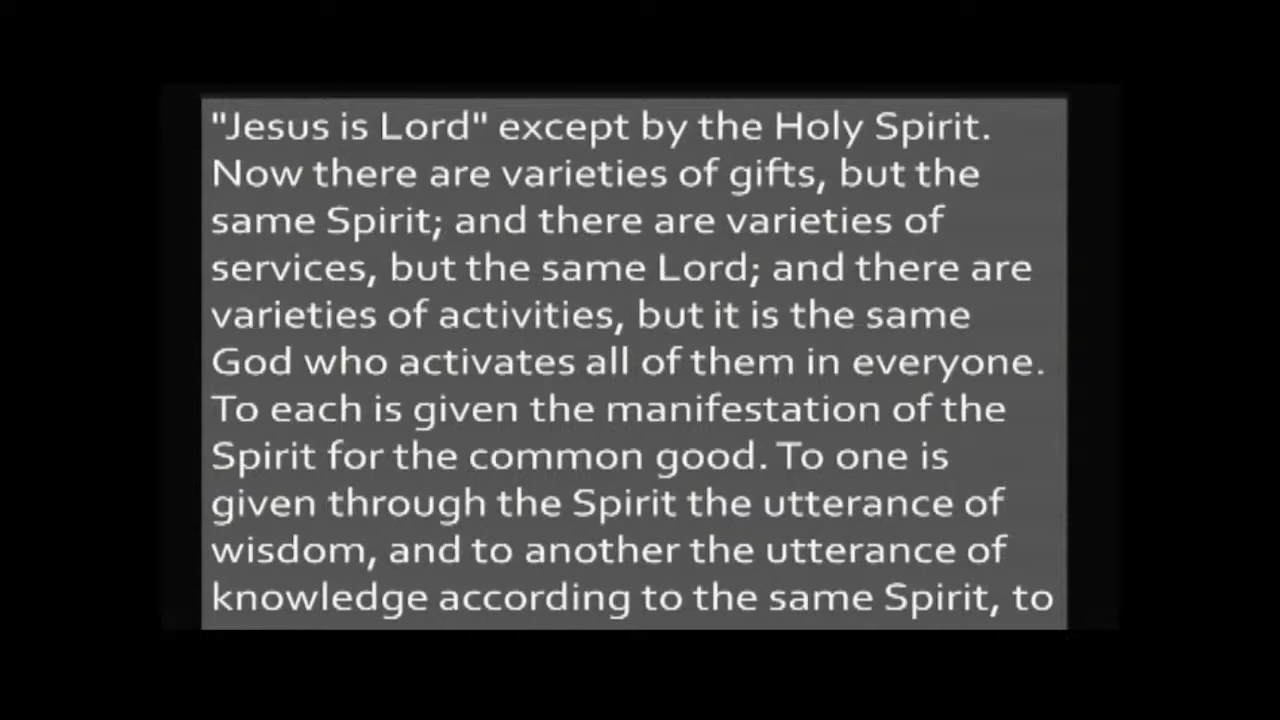 "Jesus is Lord" except by the Holy Spirit.
Now there are varieties of gifts, but the
same Spirit; and there are varieties of
services, but the same Lord; and there are
varieties of activities, but it is the same
God who activates all of them in everyone.
To each is given the manifestation of the
Spirit for the common good. To one is
given through the Spirit the utterance of
wisdom, and to another the utterance of
knowledge according to the same Spirit, to